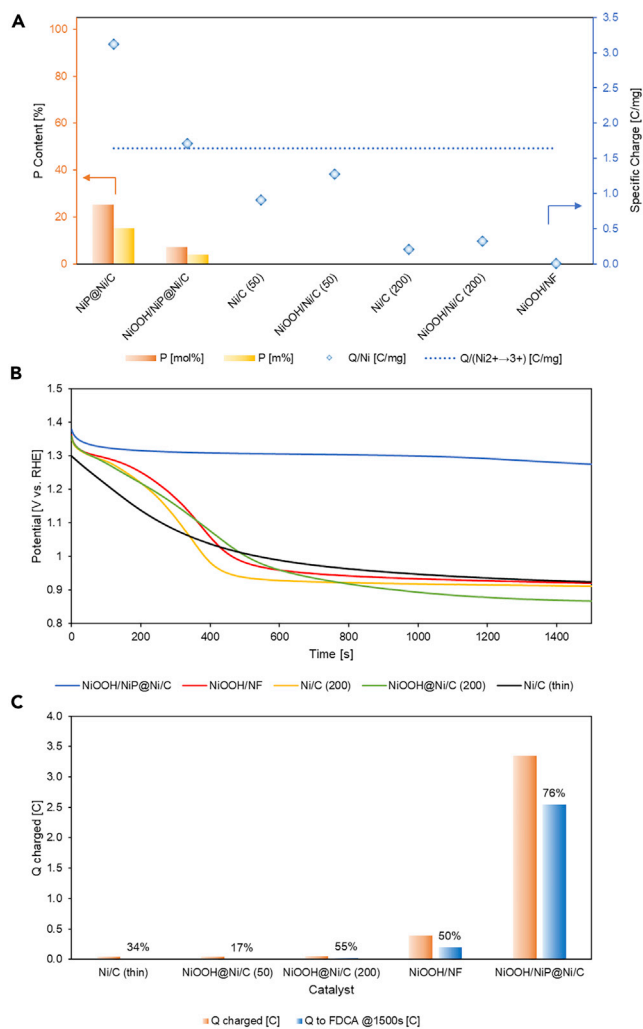 A
100
80
60
40
20
0
P Content [%]
3.5
3.0
2.5
2.0
1.5
1.0
0.5
0.0
Specific Charge [C/mg]
NiP@Ni/C
NiOOH/NiP@Ni/C
Ni/C (50)
NiOOH/Ni/C (50)
Ni/C (200)
NiOOH/Ni/C (200)
NiOOH/NF
P [mol%] P [m%] Q/Ni [C/mg] Q/(Ni2+→3+) [C/mg]
B
1.5
1.4
1.3
1.2
1.1
1
0.9
0.8
Potential [V vs. RHE]
0 200 400 600 800 1000 1200 1400
Time [s]
NiOOH/NiP@Ni/C NiOOH/NF Ni/C (200) NiOOH@Ni/C (200) Ni/C (thin)
C
4.0
3.5
3.0
2.5
2.0
1.5
1.0
0.5
0.0
Q charged [C]
34% 17% 55% 50% 76%
Ni/C (thin) NiOOH@Ni/C (50) NiOOH@Ni/C (200) NiOOH/NF NiOOH/NiP@Ni/C
Catalyst
Q charged [C] Q to FDCA @1500s [C]